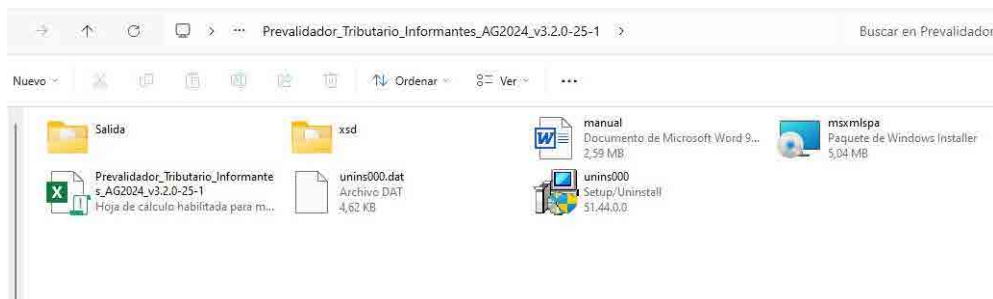 Prevalidador_Tributario_Informantes_AG2024_v3.2.0-25-1
Buscar en Prevalidador
Nuevo
Ordenar
Ver
Salida
xsd
manual
Documento de Microsoft Word 9...
2,59 MB
msxmlspa
Paquete de Windows Installer
5,04 MB
Prevalidador_Tributario_Informante
s_AG2024_v3.2.0-25-1
Hoja de cálculo habilitada para m...
unins000.dat
Archivo DAT
4,62 KB
unins000
Setup/Uninstall
51.44.0.0